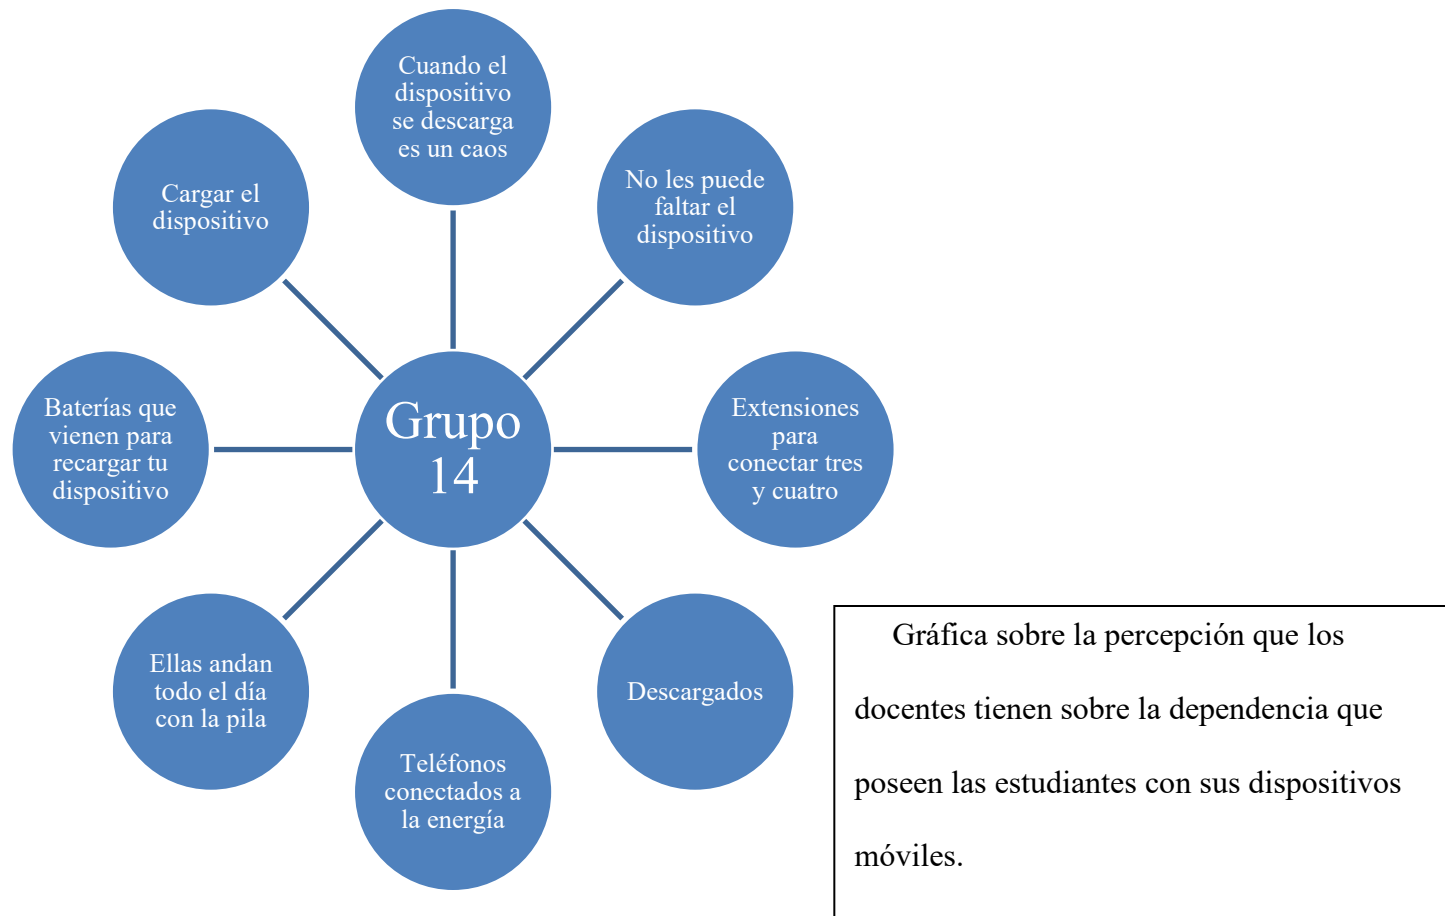 Cuando el
dispositivo
se descarga
es un caos
No les puede
faltar el
dispositivo
Extensiones
para
conectar tres
y cuatro
Descargados
Teléfonos
conectados a
la energía
Ellas andan
todo el día
con la pila
Baterías que
vienen para
recargar tu
dispositivo
Cargar el
dispositivo
Grupo
14
Gráfica sobre la percepción que los
docentes tienen sobre la dependencia que
poseen las estudiantes con sus dispositivos
móviles.